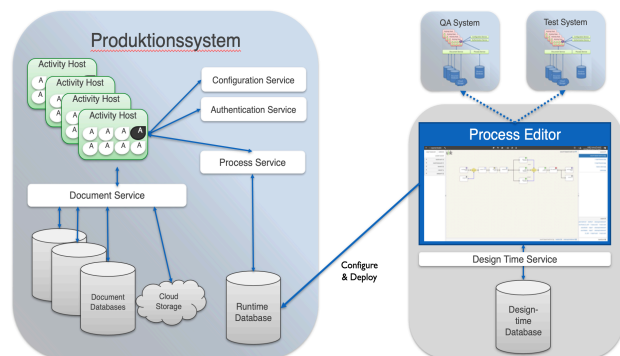 Produktionssystem
Activity Host
A
A
Activity Host
A
A
Activity Host
A
A
Activity Host
A A A A
A A A A
Configuration Service
Authentication Service
Process Service
Document Service
Document
Databases
Cloud
Storage
Runtime
Database
Configure
& Deploy
QA System
Test System
Process Editor
Design Time Service
Design-
time
Database